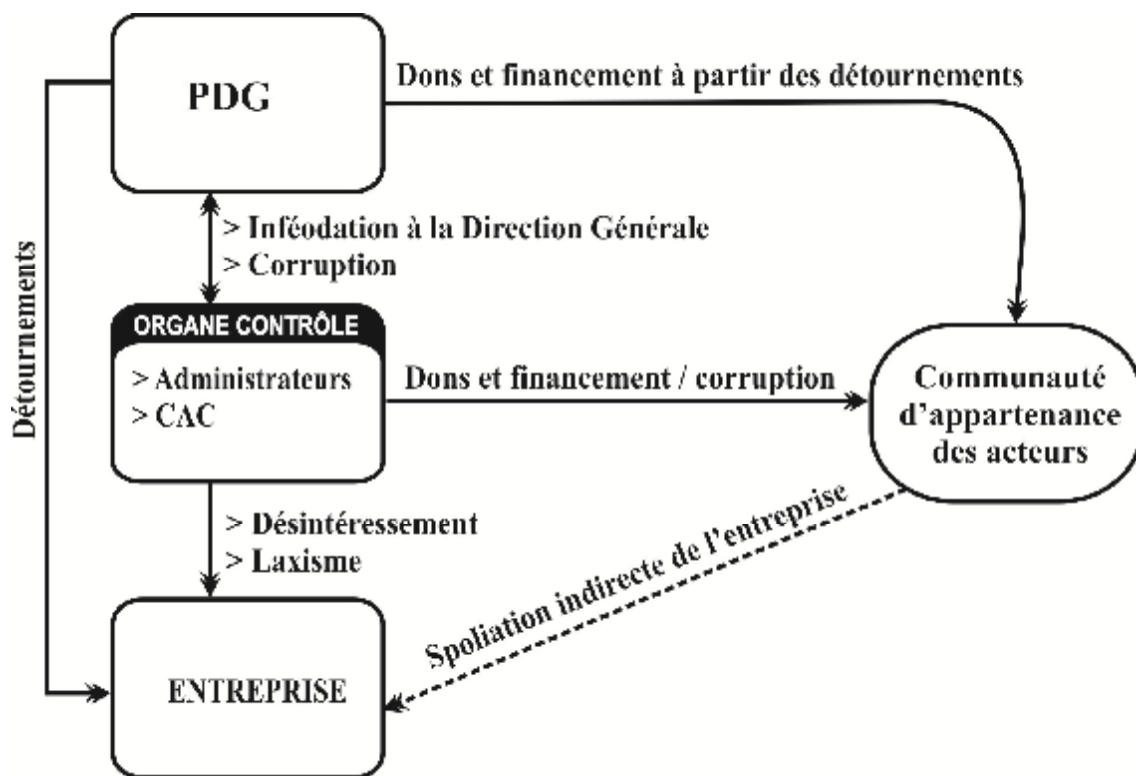 PDG
Dons et financement à partir des détournements
> Inféodation à la Direction Générale
> Corruption
Détournements
ORGANE CONTRÔLE
> Administrateurs
> CAC
Dons et financement / corruption
Communauté
d'appartenance
des acteurs
> Désintéressement
> Laxisme
Spoliation indirecte de l'entreprise
ENTREPRISE